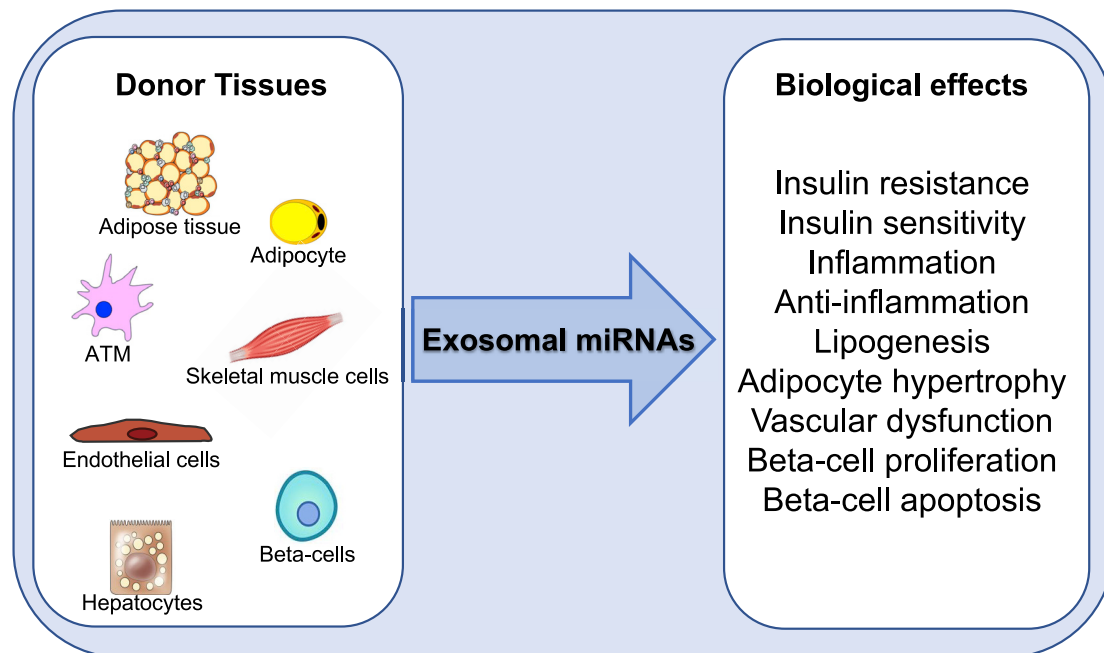 Donor Tissues
Adipose tissue
Adipocyte
ATM
Skeletal muscle cells
Endothelial cells
Beta-cells
Hepatocytes
Exosomal miRNAs
Biological effects
Insulin resistance
Insulin sensitivity
Inflammation
Anti-inflammation
Lipogenesis
Adipocyte hypertrophy
Vascular dysfunction
Beta-cell proliferation
Beta-cell apoptosis